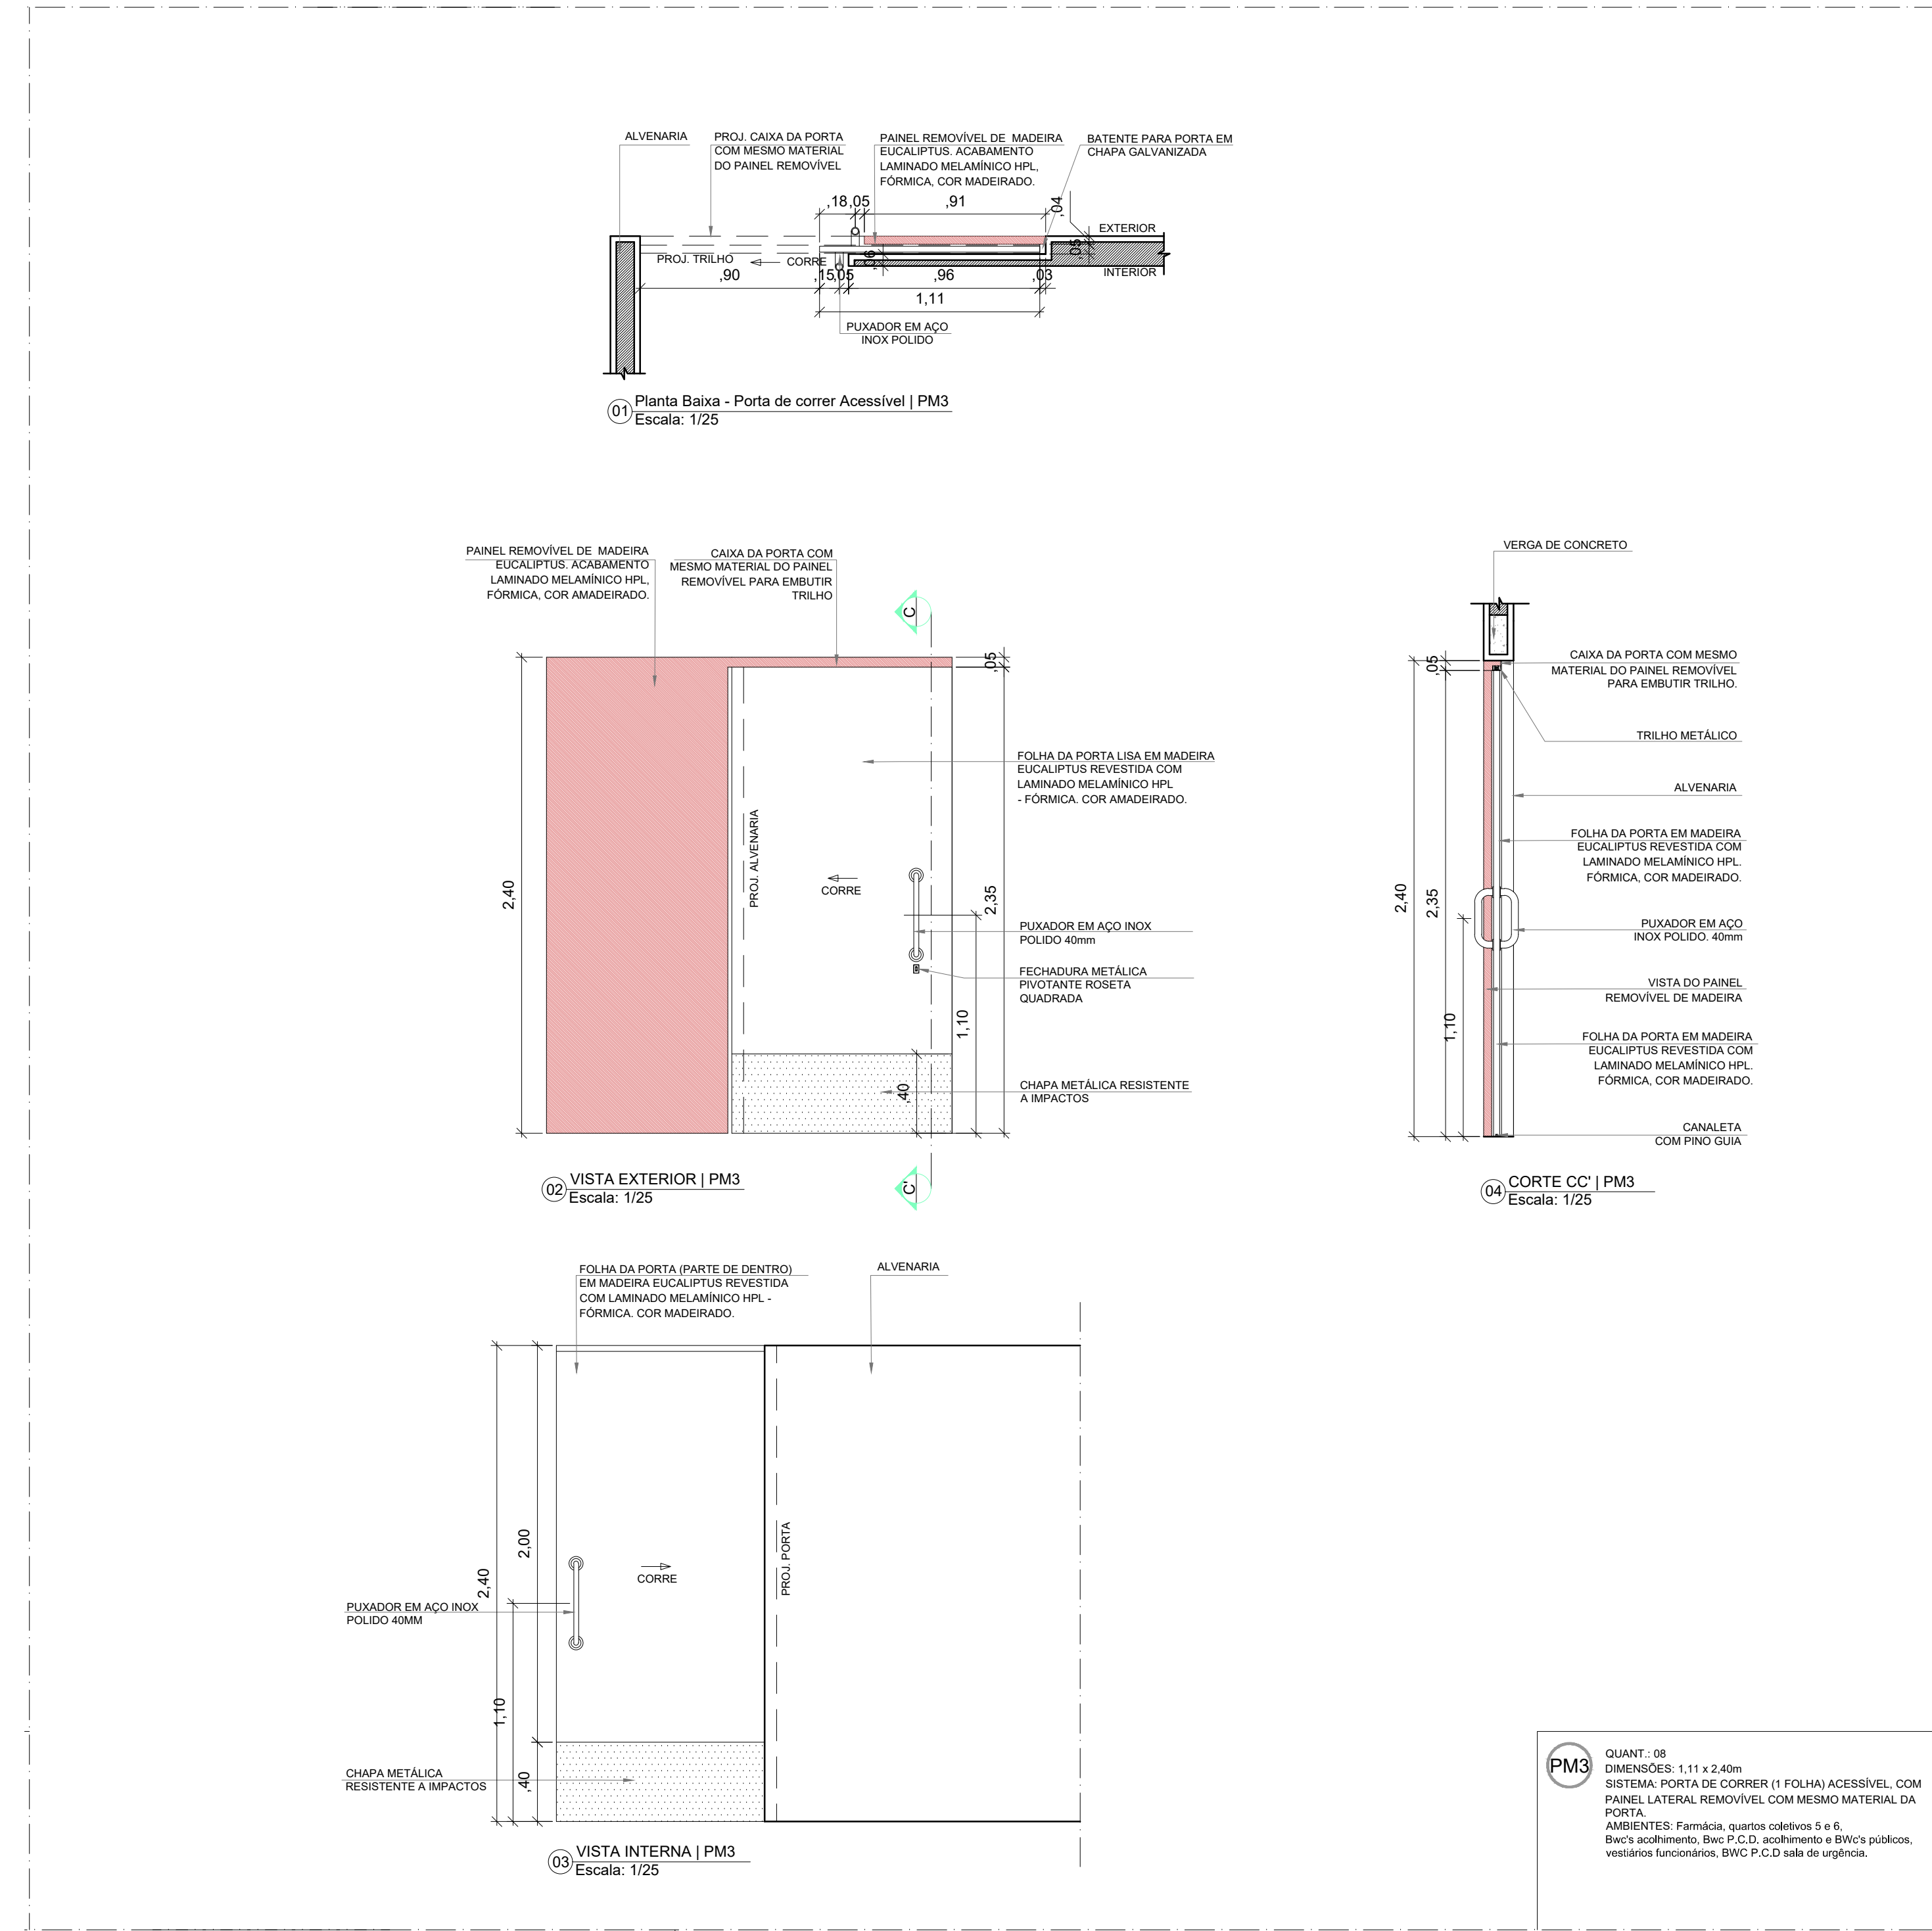 ALVENARIA
PROJ. CAIXA DA PORTA
COM MESMO MATERIAL
DO PAINEL REMOVÍVEL
PAINEL REMOVÍVEL DE MADEIRA
EUCALIPTUS. ACABAMENTO
LAMINADO MELAMÍNICO HPL,
FÓRMICA, COR MADEIRADO.
BATENTE PARA PORTA EM
CHAPA GALVANIZADA
,18
,05
,91
,04
EXTERIOR
,05
INTERIOR
PROJ. TRILHO
CORRE
,06
,90
,15
,05
,96
,03
1,11
PUXADOR EM AÇO
INOX POLIDO
01
Planta Baixa - Porta de correr Acessível | PM3
Escala: 1/25
PAINEL REMOVÍVEL DE MADEIRA
EUCALIPTUS. ACABAMENTO
LAMINADO MELAMÍNICO HPL,
FÓRMICA, COR AMADEIRADO.
CAIXA DA PORTA COM
MESMO MATERIAL DO PAINEL
REMOVÍVEL PARA EMBUTIR
TRILHO
C
,05
2,40
PROJ. ALVENARIA
CORRE
FOLHA DA PORTA LISA EM MADEIRA
EUCALIPTUS REVESTIDA COM
LAMINADO MELAMÍNICO HPL
- FÓRMICA. COR AMADEIRADO.
2,35
PUXADOR EM AÇO INOX
POLIDO 40mm
FECHADURA METÁLICA
PIVOTANTE ROSETA
QUADRADA
1,10
,40
CHAPA METÁLICA RESISTENTE
A IMPACTOS
C'
02
VISTA EXTERIOR | PM3
Escala: 1/25
VERGA DE CONCRETO
,05
CAIXA DA PORTA COM MESMO
MATERIAL DO PAINEL REMOVÍVEL
PARA EMBUTIR TRILHO.
TRILHO METÁLICO
ALVENARIA
FOLHA DA PORTA EM MADEIRA
EUCALIPTUS REVESTIDA COM
LAMINADO MELAMÍNICO HPL.
FÓRMICA, COR MADEIRADO.
2,40
2,35
PUXADOR EM AÇO
INOX POLIDO. 40mm
VISTA DO PAINEL
REMOVÍVEL DE MADEIRA
1,10
FOLHA DA PORTA EM MADEIRA
EUCALIPTUS REVESTIDA COM
LAMINADO MELAMÍNICO HPL.
FÓRMICA, COR MADEIRADO.
CANALETA
COM PINO GUIA
04
CORTE CC' | PM3
Escala: 1/25
FOLHA DA PORTA (PARTE DE DENTRO)
EM MADEIRA EUCALIPTUS REVESTIDA
COM LAMINADO MELAMÍNICO HPL -
FÓRMICA. COR MADEIRADO.
ALVENARIA
2,00
2,40
CORRE
PROJ. PORTA
PUXADOR EM AÇO INOX
POLIDO 40MM
1,10
,40
CHAPA METÁLICA
RESISTENTE A IMPACTOS
03
VISTA INTERNA | PM3
Escala: 1/25
PM3
QUANT.: 08
DIMENSÕES: 1,11 x 2,40m
SISTEMA: PORTA DE CORRER (1 FOLHA) ACESSÍVEL, COM
PAINEL LATERAL REMOVÍVEL COM MESMO MATERIAL DA
PORTA.
AMBIENTES: Farmácia, quartos coletivos 5 e 6,
Bwc's acolhimento, Bwc P.C.D. acolhimento e BWc's públicos,
vestiários funcionários, BWC P.C.D sala de urgência.